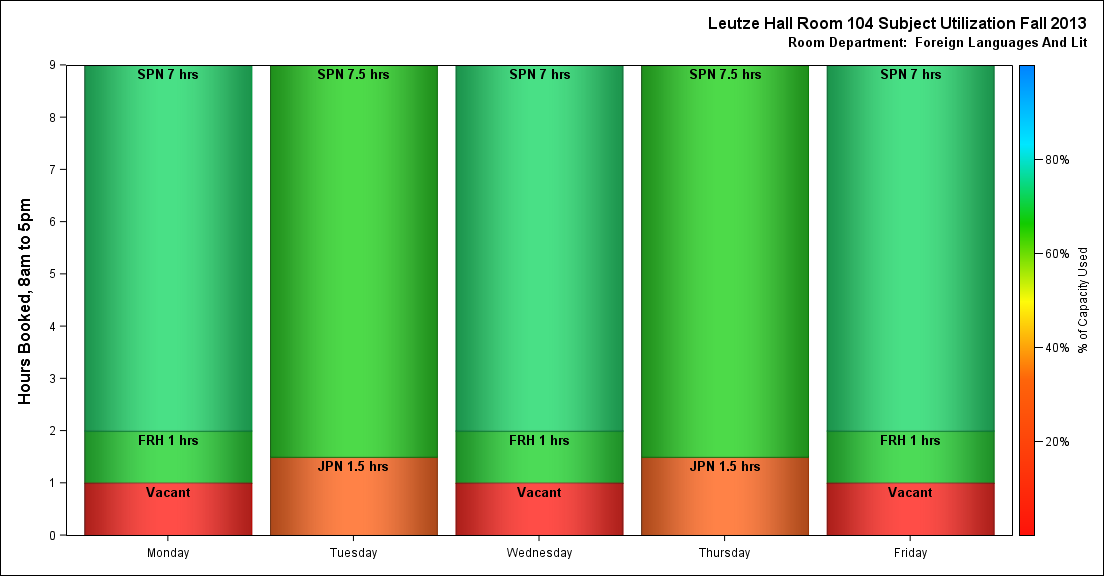 Leutze Hall Room 104 Subject Utilization Fall 2013
Room Department: Foreign Languages And Lit
Hours Booked, 8am to 5pm
9
8
7
6
5
4
3
2
1
0
SPN 7 hrs
FRH 1 hrs
Vacant
SPN 7.5 hrs
JPN 1.5 hrs
SPN 7 hrs
FRH 1 hrs
Vacant
SPN 7.5 hrs
JPN 1.5 hrs
SPN 7 hrs
FRH 1 hrs
Vacant
Monday
Tuesday
Wednesday
Thursday
Friday
80%
60%
40%
20%
% of Capacity Used